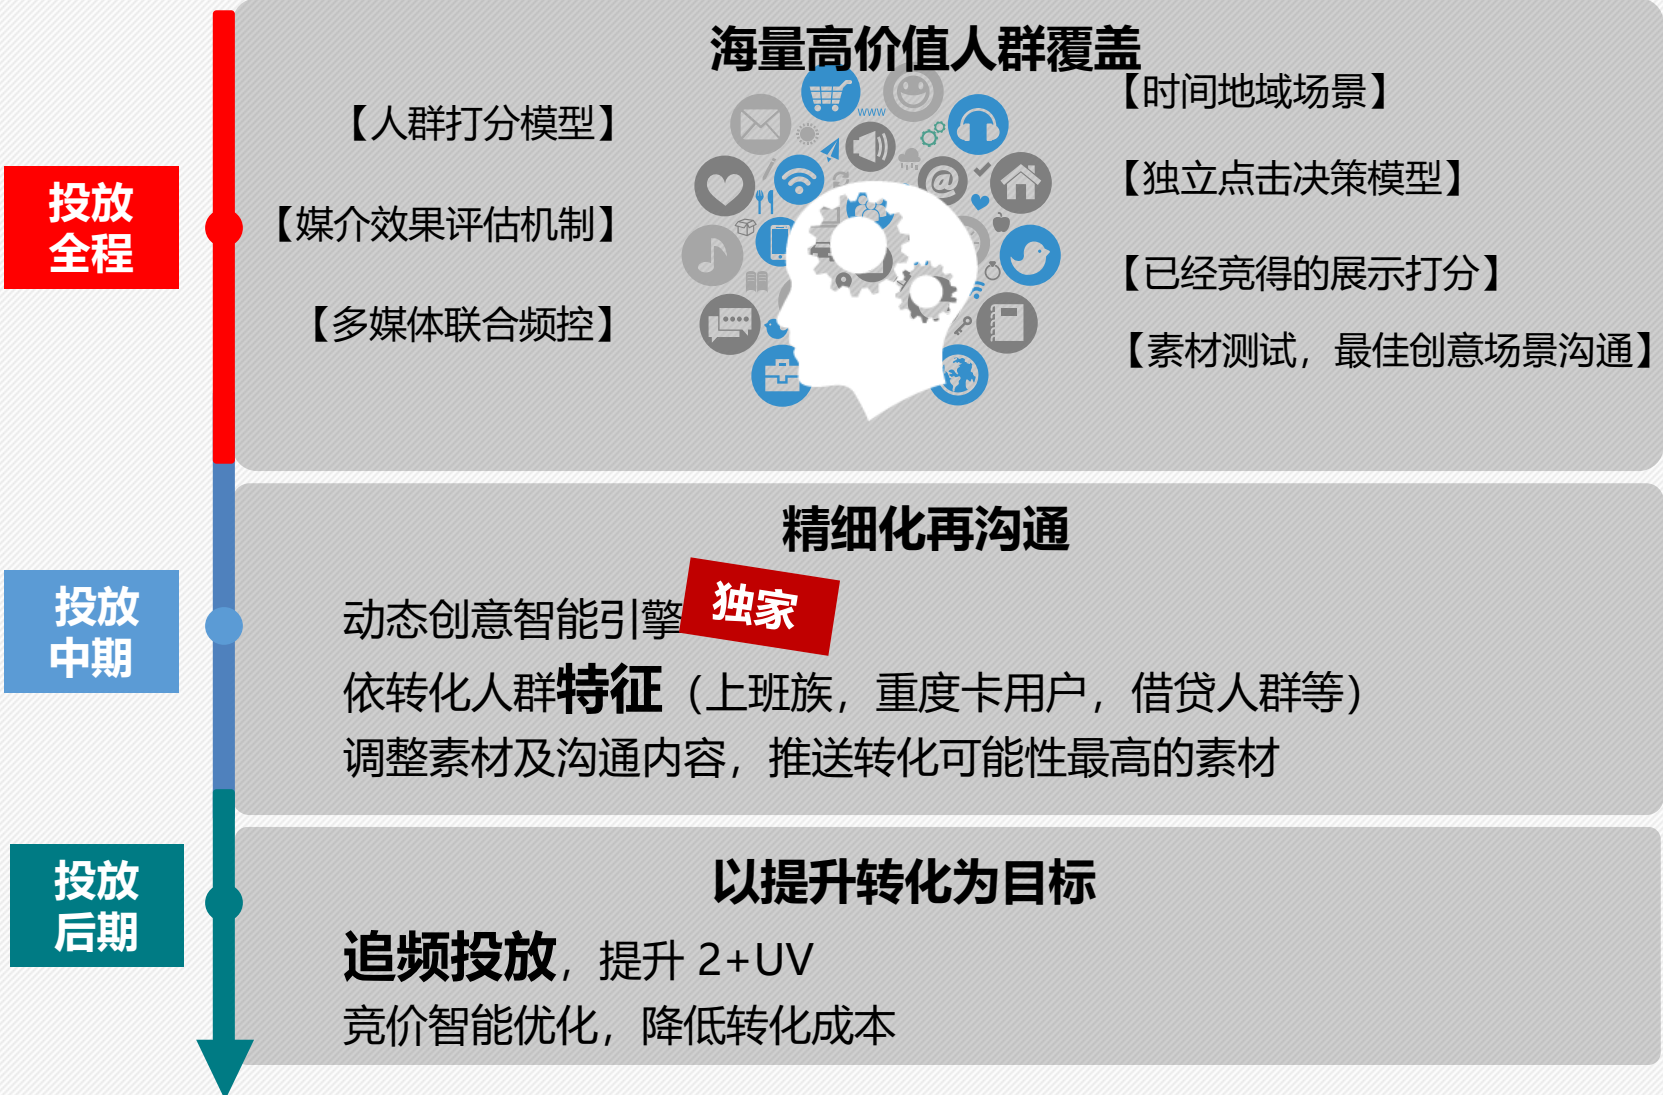 海量高价值人群覆盖
投放
全程
【人群打分模型】
【媒介效果评估机制】
【多媒体联合频控】
www
【时间地域场景】
【独立点击决策模型】
【已经竞得的展示打分】
【素材测试，最佳创意场景沟通】
投放
中期
精细化再沟通
动态创意智能引擎
独家
依转化人群特征（上班族，重度卡用户，借贷人群等）
调整素材及沟通内容，推送转化可能性最高的素材
投放
后期
以提升转化为目标
追频投放，提升 2+UV
竞价智能优化，降低转化成本